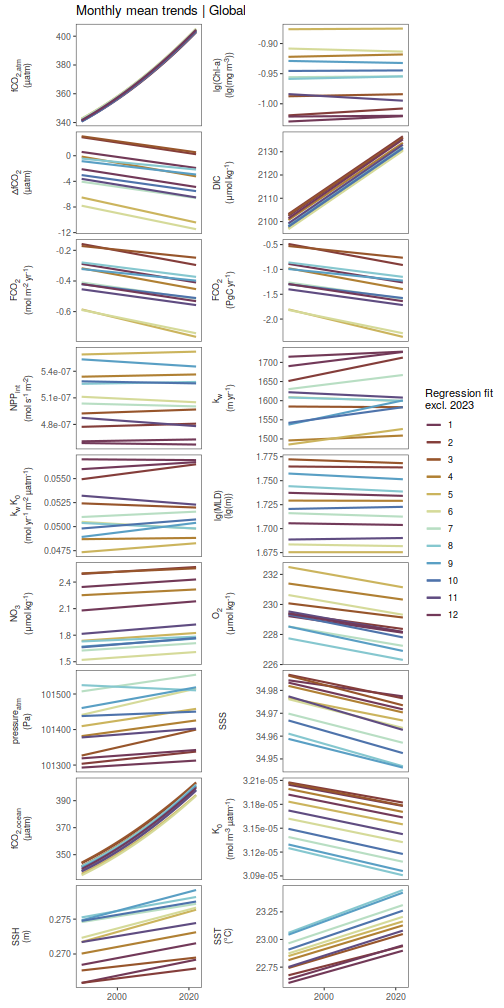 Monthly mean trends | Global
fCO2,atm
(µatm)
400
380
360
340
lg(Chl-a)
(lg(mg m⁻³))
-0.90
-0.95
-1.00
ΔfCO2
(µatm)
0
-4
-8
-12
DIC
(µmol kg⁻¹)
2130
2120
2110
2100
FCO2
(mol m⁻² yr⁻¹)
-0.2
-0.4
-0.6
FCO2
(PgC yr⁻¹)
-0.5
-1.0
-1.5
-2.0
NPPint
(mol s⁻¹ m⁻²)
5.4e-07
5.1e-07
4.8e-07
kw
(m yr⁻¹)
1700
1650
1600
1550
1500
kw K0
(mol yr⁻¹ m⁻² µatm⁻¹)
0.0550
0.0525
0.0500
0.0475
lg(MLD)
(lg(m))
1.775
1.750
1.725
1.700
1.675
NO3
(µmol kg⁻¹)
2.4
2.1
1.8
1.5
O2
(µmol kg⁻¹)
232
230
228
226
pressureatm
(Pa)
101500
101400
101300
SSS
34.98
34.97
34.96
34.95
fCO2,ocean
(µatm)
390
370
350
K0
(mol m⁻³ µatm⁻¹)
3.21e-05
3.18e-05
3.15e-05
3.12e-05
3.09e-05
SSH
(m)
0.275
0.270
SST
(°C)
23.25
23.00
22.75
2000
2020
2000
2020
Regression fit
excl. 2023
1
2
3
4
5
6
7
8
9
10
11
12